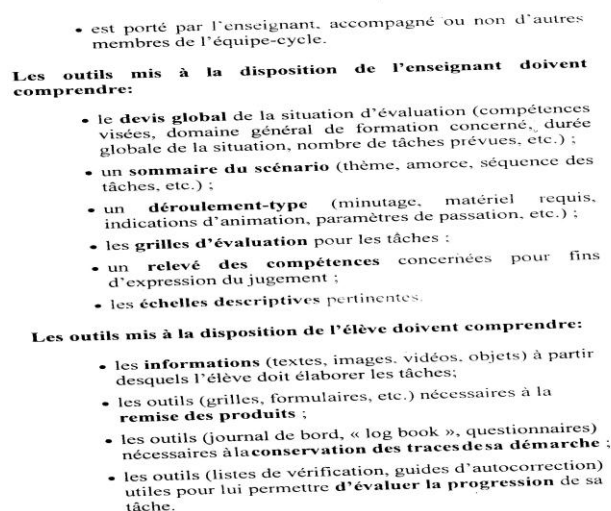 • est porté par l'enseignant, accompagné ou non d'autres
membres de l'équipe-cycle.
Les outils mis à la disposition de l'enseignant doivent
comprendre:
• le devis global de la situation d'évaluation (compétences
visées, domaine général de formation concerné, durée
globale de la situation, nombre de tâches prévues, etc.) ;
• un sommaire du scénario (thème, amorce, séquence des
tâches, etc.) ;
• un déroulement-type (minutage, matériel requis,
indications d'animation, paramètres de passation, etc.) ;
• les grilles d'évaluation pour les tâches ;
• un relevé des compétences concernées pour fins
d'expression du jugement ;
• les échelles descriptives pertinentes.
Les outils mis à la disposition de l'élève doivent comprendre:
• les informations (textes, images, vidéos, objets) à partir
desquels l'élève doit élaborer les tâches;
• les outils (grilles, formulaires, etc.) nécessaires à la
remise des produits ;
• les outils (journal de bord, « log book », questionnaires)
nécessaires àlaconservation des tracesdesa démarche ;
• les outils (listes de vérification, guides d'autocorrection)
utiles pour lui permettre d'évaluer la progression de sa
tâche.